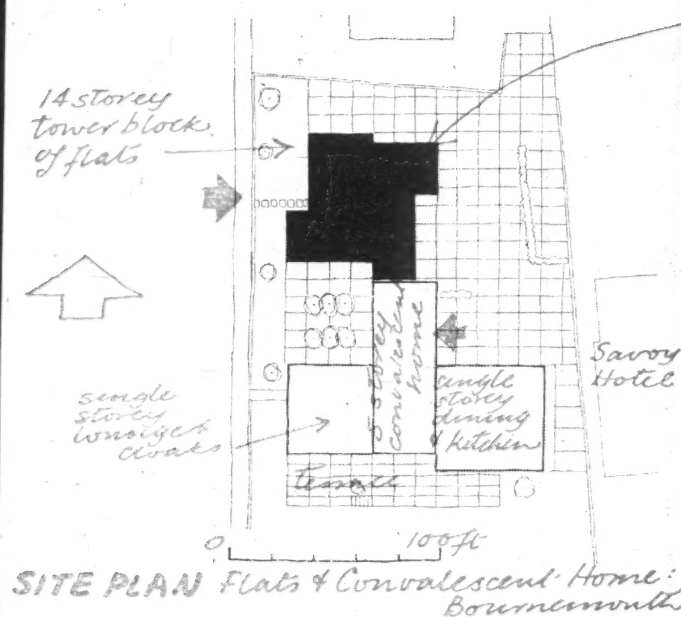 14 storey
tower block
of flats
5 storey
convalescent
home
Savoy
Hotel
single
storey
lounge &
cloaks
single
storey
dining
& kitchen
terrace
0 100ft
SITE PLAN Flats & Convalescent Home:
Bournemouth